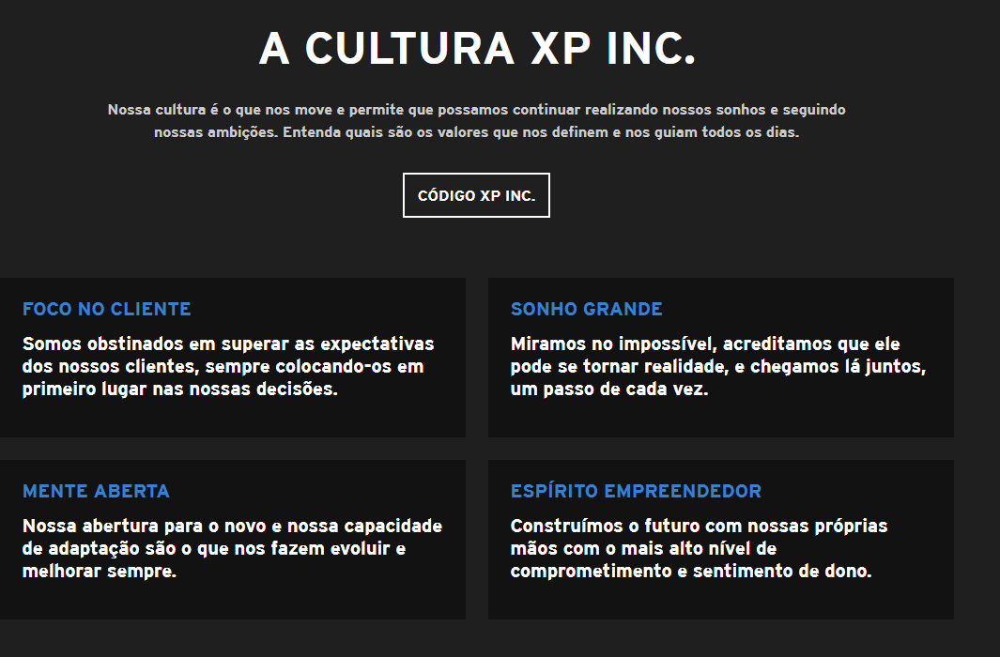 A CULTURA XP INC.
Nossa cultura é o que nos move e permite que possamos continuar realizando nossos sonhos e seguindo
nossas ambições. Entenda quais são os valores que nos definem e nos guiam todos os dias.
CÓDIGO XP INC.
FOCO NO CLIENTE
Somos obstinados em superar as expectativas
dos nossos clientes, sempre colocando-os em
primeiro lugar nas nossas decisões.
SONHO GRANDE
Miramos no impossível, acreditamos que ele
pode se tornar realidade, e chegamos lá juntos,
um passo de cada vez.
MENTE ABERTA
Nossa abertura para o novo e nossa capacidade
de adaptação são o que nos fazem evoluir e
melhorar sempre.
ESPÍRITO EMPREENDEDOR
Construímos o futuro com nossas próprias
mãos com o mais alto nível de
comprometimento e sentimento de dono.